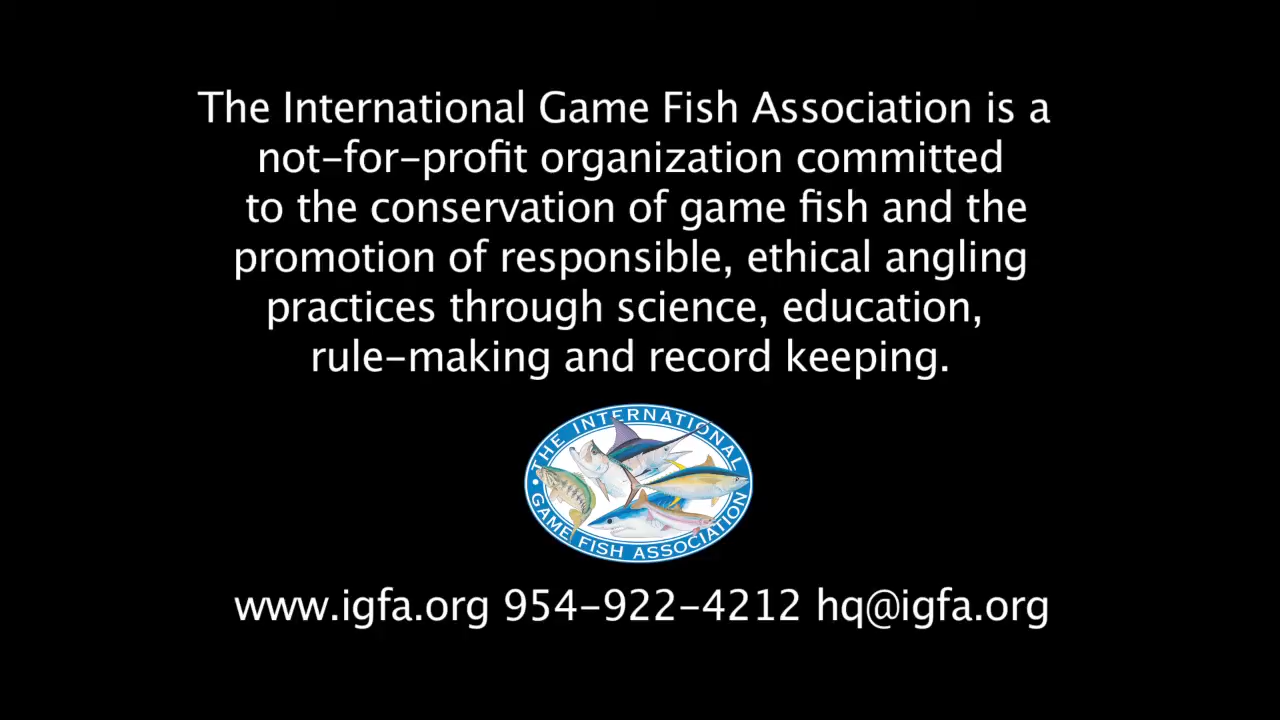 The International Game Fish Association is a
not-for-profit organization committed
to the conservation of game fish and the
promotion of responsible, ethical angling
practices through science, education,
rule-making and record keeping.
THE INTERNATIONAL
GAME FISH ASSOCIATION
www.igfa.org 954-922-4212 hq@igfa.org